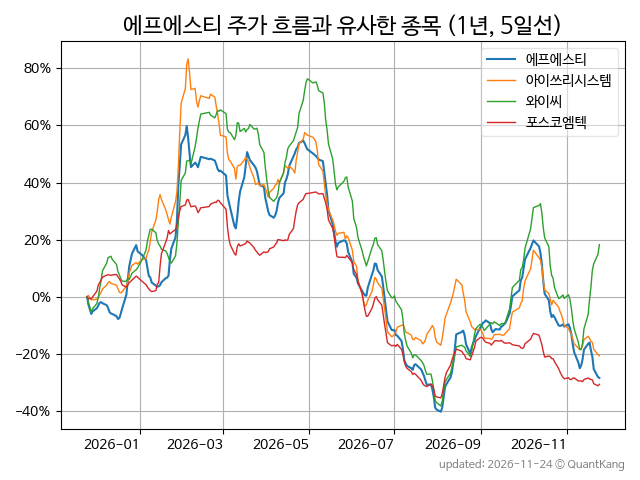 에프에스티 주가 흐름과 유사한 종목 (1년, 5일선)
에프에스티
아이쓰리시스템
와이씨
포스코엠텍
80%
60%
40%
20%
0%
−20%
−40%
2026-01
2026-03
2026-05
2026-07
2026-09
2026-11
updated: 2026-11-24 © QuantKang